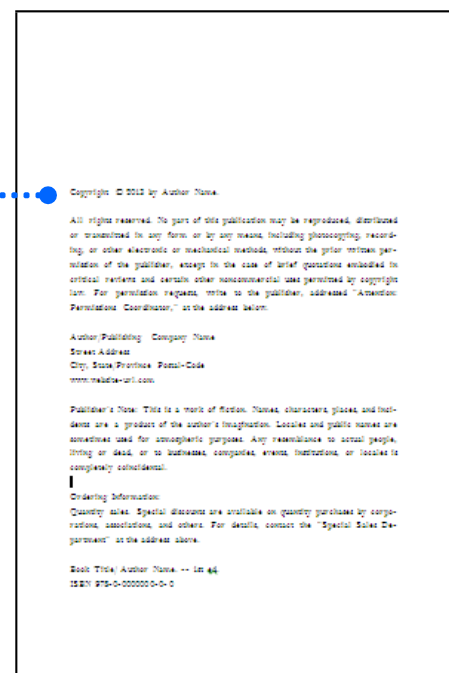 Copyright © 2013 by Author Name.
All rights reserved. No part of this publication may be reproduced, distributed
or transmitted in any form or by any means, including photocopying, record-
ing, or other electronic or mechanical methods, without the prior written per-
mission of the publisher, except in the case of brief quotations embodied in
critical reviews and certain other noncommercial uses permitted by copyright
law. For permission requests, write to the publisher, addressed "Attention:
Permissions Coordinator," at the address below.
Author/Publishing Company Name
Street Address
City, State/Province Postal-Code
www.website-url.com
Publisher's Note: This is a work of fiction. Names, characters, places, and inci-
dents are a product of the author's imagination. Locales and public names are
sometimes used for atmospheric purposes. Any resemblance to actual people,
living or dead, or to businesses, companies, events, institutions, or locales is
completely coincidental.
Ordering Information:
Quantity sales. Special discounts are available on quantity purchases by corpo-
rations, associations, and others. For details, contact the "Special Sales De-
partment" at the address above.
Book Title/ Author Name. -- 1st ed.
ISBN 978-0-0000000-0-0